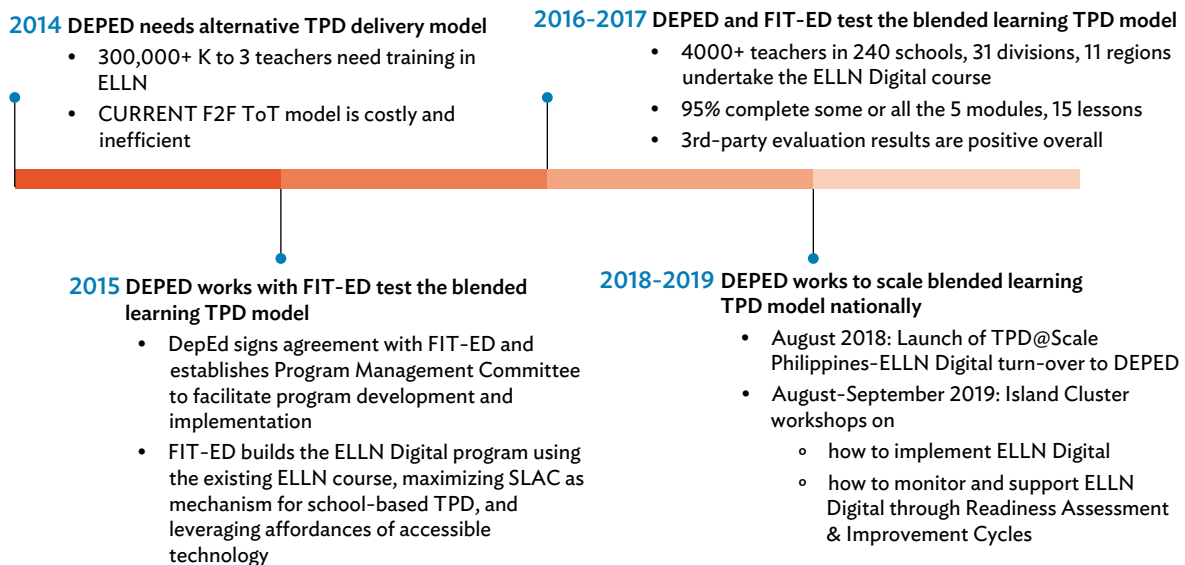 2014 DEPED needs alternative TPD delivery model
• 300,000+ K to 3 teachers need training in
ELLN
• CURRENT F2F ToT model is costly and
inefficient
2016-2017 DEPED and FIT-ED test the blended learning TPD model
• 4000+ teachers in 240 schools, 31 divisions, 11 regions
undertake the ELLN Digital course
• 95% complete some or all the 5 modules, 15 lessons
• 3rd-party evaluation results are positive overall
2015 DEPED works with FIT-ED test the blended
learning TPD model
• DepEd signs agreement with FIT-ED and
establishes Program Management Committee
to facilitate program development and
implementation
• FIT-ED builds the ELLN Digital program using
the existing ELLN course, maximizing SLAC as
mechanism for school-based TPD, and
leveraging affordances of accessible
technology
2018-2019 DEPED works to scale blended learning
TPD model nationally
• August 2018: Launch of TPD@Scale
Philippines-ELLN Digital turn-over to DEPED
• August-September 2019: Island Cluster
workshops on
o how to implement ELLN Digital
o how to monitor and support ELLN
Digital through Readiness Assessment
& Improvement Cycles